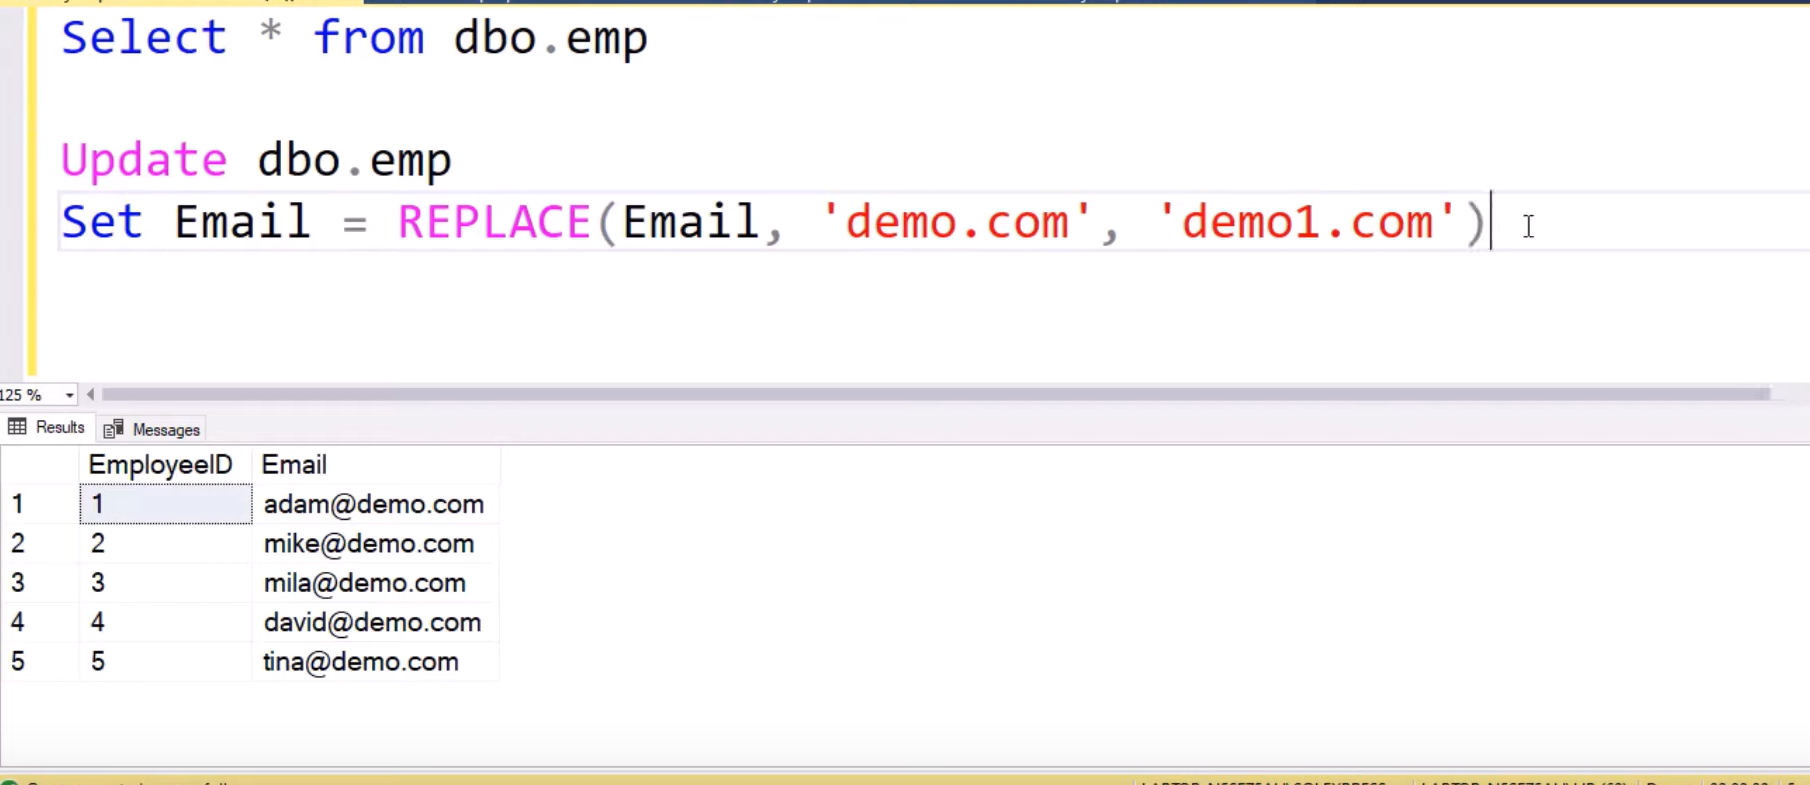 Select * from dbo.emp
Update dbo.emp
Set Email = REPLACE(Email, 'demo.com', 'demo1.com')
125 %
Results Messages
EmployeeID Email
1 1 adam@demo.com
2 2 mike@demo.com
3 3 mila@demo.com
4 4 david@demo.com
5 5 tina@demo.com